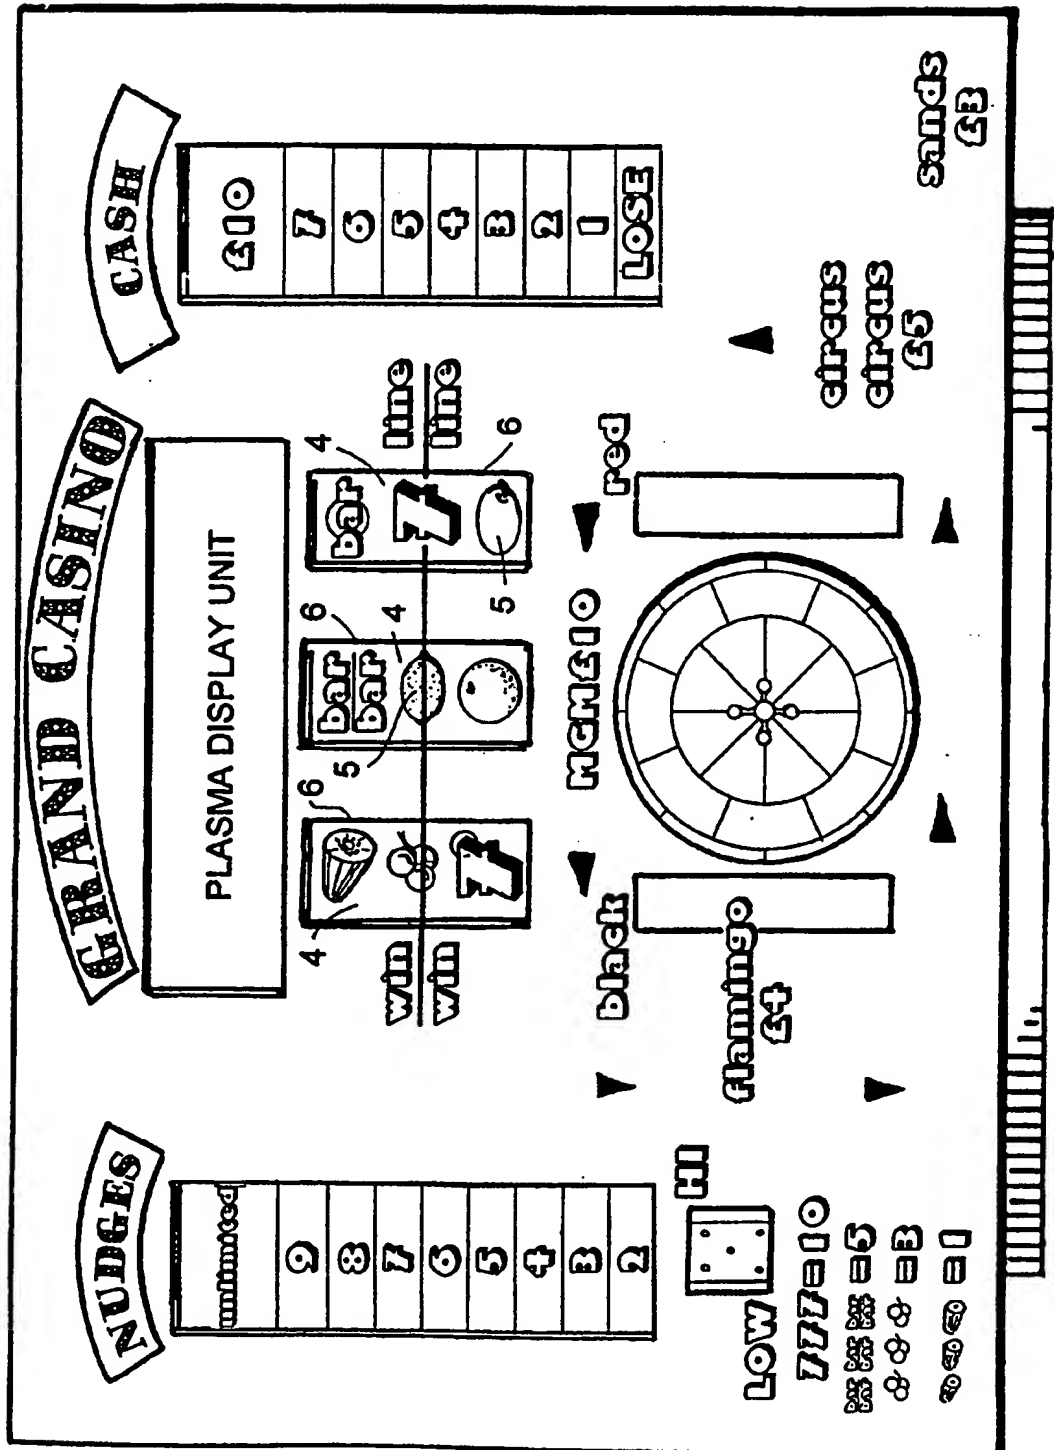 NUDGES
GRAND CASINO
CASH
PLASMA DISPLAY UNIT
unlimited
9
8
7
6
5
4
3
2
£10
7
6
5
4
3
2
1
LOSE
4
6
7
5
6
bar
bar
4
bar
4
7
5
6
win line
win line
LOW
HI
777=10
=5
=3
=1
black
MGM £10
red
flamingo
£4
circus
circus
£5
sands
£3